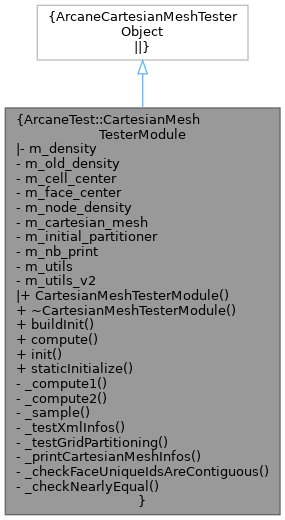 {ArcaneCartesianMeshTester
Object
||}
{ArcaneTest::CartesianMesh
TesterModule
|- m_density
- m_old_density
- m_cell_center
- m_face_center
- m_node_density
- m_cartesian_mesh
- m_initial_partitioner
- m_nb_print
- m_utils
- m_utils_v2
|+ CartesianMeshTesterModule()
+ ~CartesianMeshTesterModule()
+ buildInit()
+ compute()
+ init()
+ staticInitialize()
- _compute1()
- _compute2()
- _sample()
- _testXmlInfos()
- _testGridPartitioning()
- _printCartesianMeshInfos()
- _checkFaceUniqueIdsAreContiguous()
- _checkNearlyEqual()
}